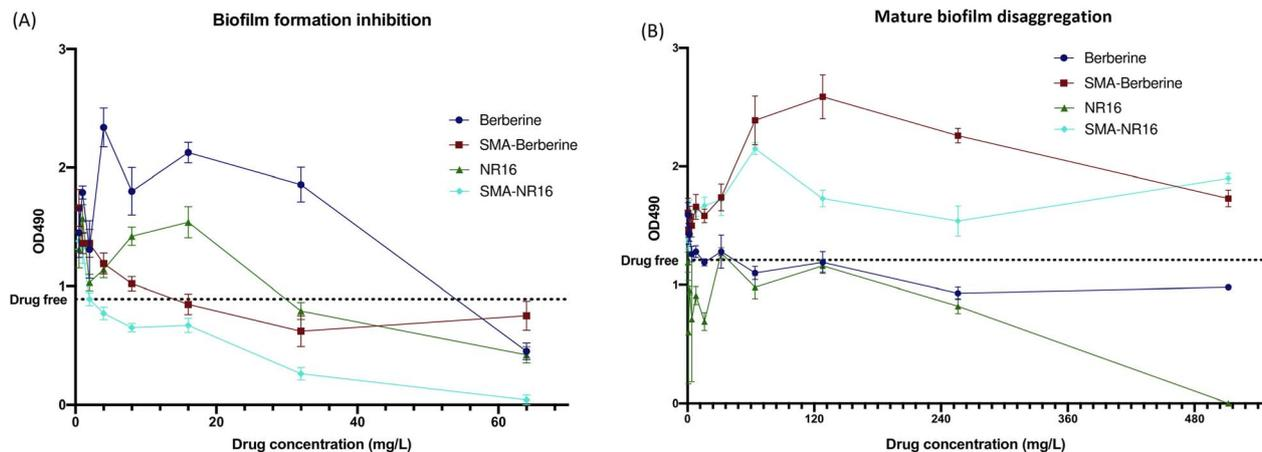 (A)
Biofilm formation inhibition
3
2
1
0
OD490
Drug free
Berberine
SMA-Berberine
NR16
SMA-NR16
0 20 40 60
Drug concentration (mg/L)
(B)
Mature biofilm disaggregation
3
2
1
0
OD490
Drug free
Berberine
SMA-Berberine
NR16
SMA-NR16
0 120 240 360 480
Drug concentration (mg/L)